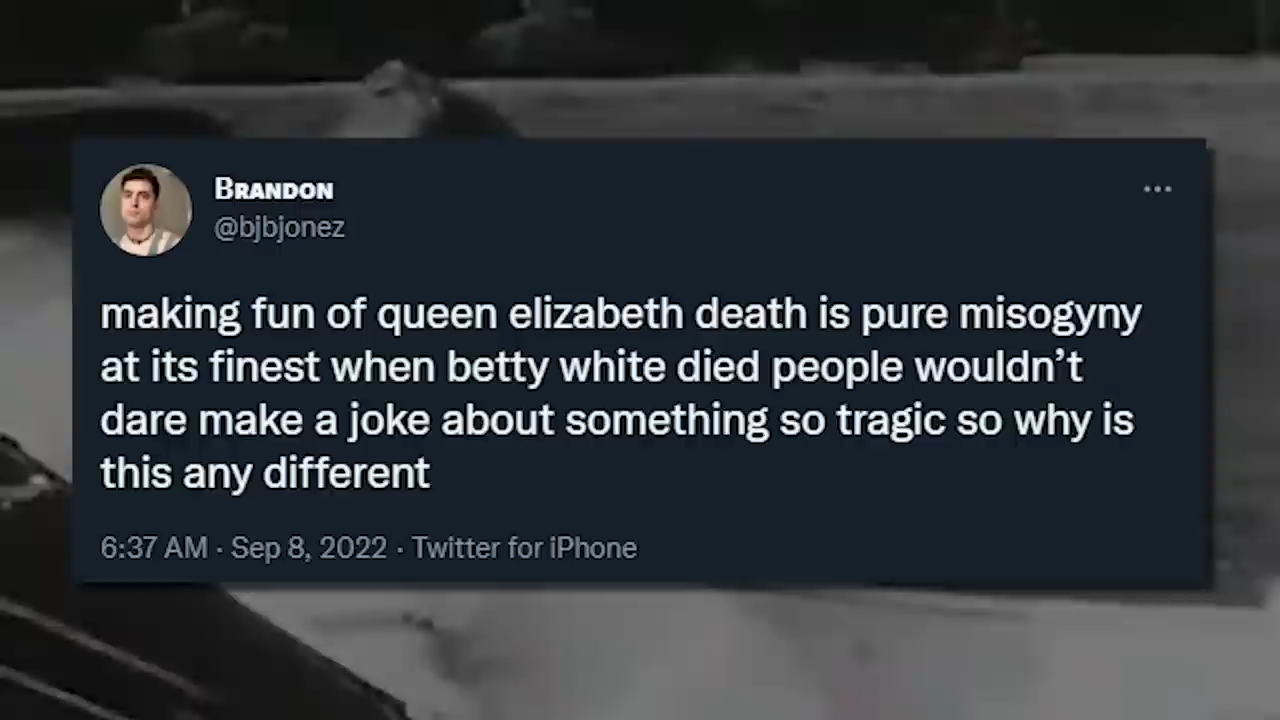 Brandon
@bjbjonez
making fun of queen elizabeth death is pure misogyny
at its finest when betty white died people wouldn’t
dare make a joke about something so tragic so why is
this any different
6:37 AM · Sep 8, 2022 · Twitter for iPhone